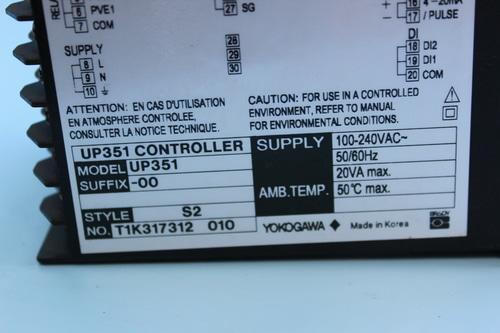 RELA
6 PVE1
7 COM
27 SG
+ 16 4~20mA
- 17 / PULSE
SUPPLY
8 L
9 N
10
28
29
30
DI
18 DI2
19 DI1
20 COM
ATTENTION: EN CAS D'UTILISATION
EN ATMOSPHERE CONTROLEE,
CONSULTER LA NOTICE TECHNIQUE.
CAUTION: FOR USE IN A CONTROLLED
ENVIRONMENT, REFER TO MANUAL
FOR ENVIRONMENTAL CONDITIONS.
UP351 CONTROLLER
MODEL UP351
SUFFIX -00
STYLE S2
NO. T1K317312 010
SUPPLY 100-240VAC~
50/60Hz
20VA max.
AMB.TEMP. 50°C max.
YOKOGAWA Made in Korea